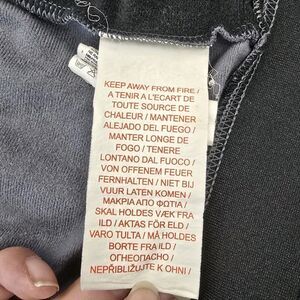 KEEP AWAY FROM FIRE /
A TENIR A L'ECART DE
TOUTE SOURCE DE
CHALEUR / MANTENER
ALEJADO DEL FUEGO /
MANTER LONGE DE
FOGO / TENERE
LONTANO DAL FUOCO /
VON OFFENEM FEUER
FERNHALTEN / NIET BIJ
VUUR LATEN KOMEN /
ΜΑΚΡΙΑ ΑΠΟ ΦΩΤΙΑ /
SKAL HOLDES VÆK FRA
ILD / AKTAS FÖR ELD /
VARO TULTA / MÅ HOLDES
BORTE FRA ILD /
ОГНЕОПАСНО /
NEPŘIBLIŽUJTE K OHNI /